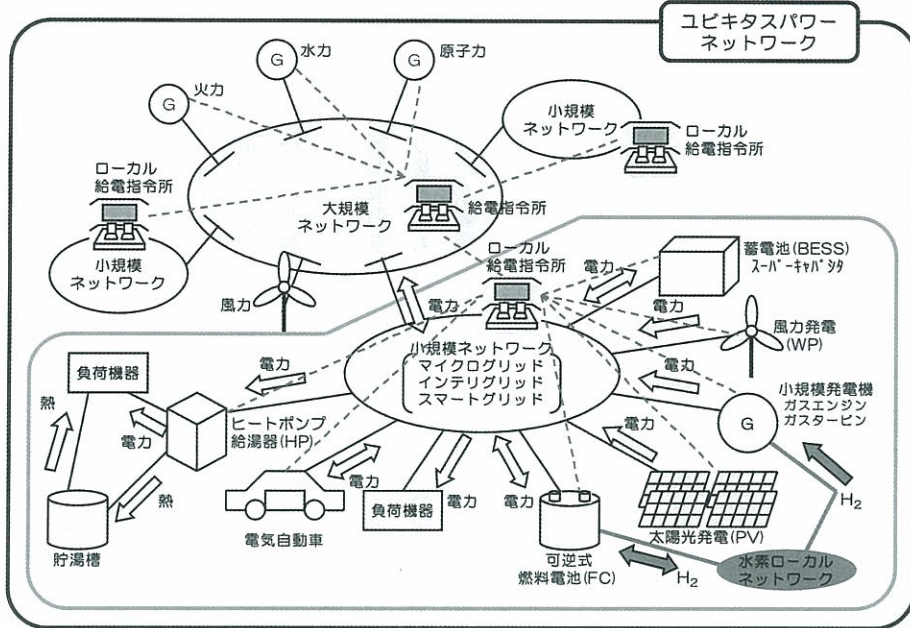 ユビキタスパワー
ネットワーク
G
水力
G
原子力
G
火力
小規模
ネットワーク
ローカル
給電指令所
ローカル
給電指令所
大規模
ネットワーク
給電指令所
小規模
ネットワーク
風力
ローカル
給電指令所
電力
電力
蓄電池(BESS)
スーパーキャパシタ
電力
風力発電
(WP)
小規模ネットワーク
マイクログリッド
インテリグリッド
スマートグリッド
電力
電力
負荷機器
熱
電力
ヒートポンプ
給湯器(HP)
小規模発電機
ガスエンジン
ガスタービン
G
電力
電力
熱
電力
電力
H2
貯湯槽
電気自動車
負荷機器
可逆式
燃料電池(FC)
太陽光発電(PV)
H2
水素ローカル
ネットワーク